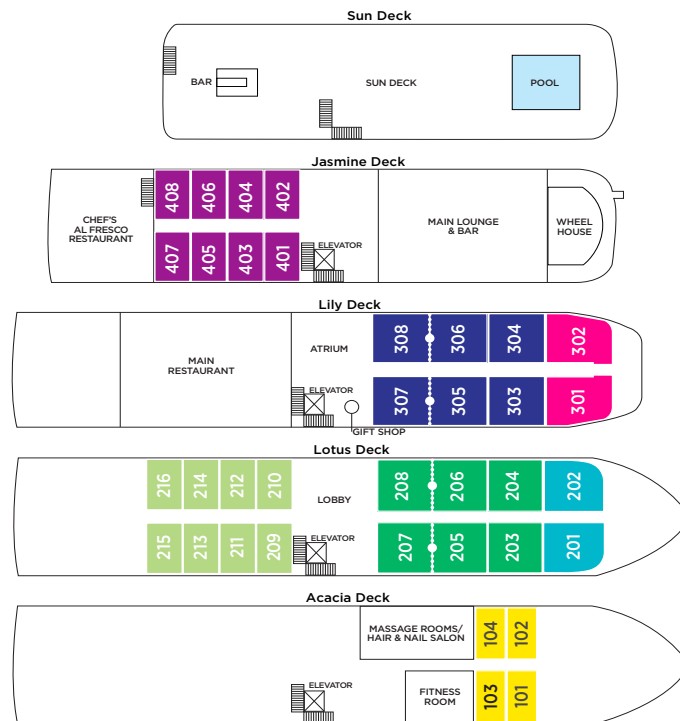 Sun Deck
BAR
SUN DECK
POOL
Jasmine Deck
408
406
404
402
CHEF'S
AL FRESCO
RESTAURANT
MAIN LOUNGE
& BAR
WHEEL
HOUSE
407
405
403
401
ELEVATOR
Lily Deck
308
306
304
302
ATRIUM
MAIN
RESTAURANT
307
305
303
301
ELEVATOR
GIFT SHOP
Lotus Deck
216
214
212
210
LOBBY
208
206
204
202
215
213
211
209
ELEVATOR
207
205
203
201
Acacia Deck
MASSAGE ROOMS/
HAIR & NAIL SALON
104
102
ELEVATOR
FITNESS
ROOM
103
101